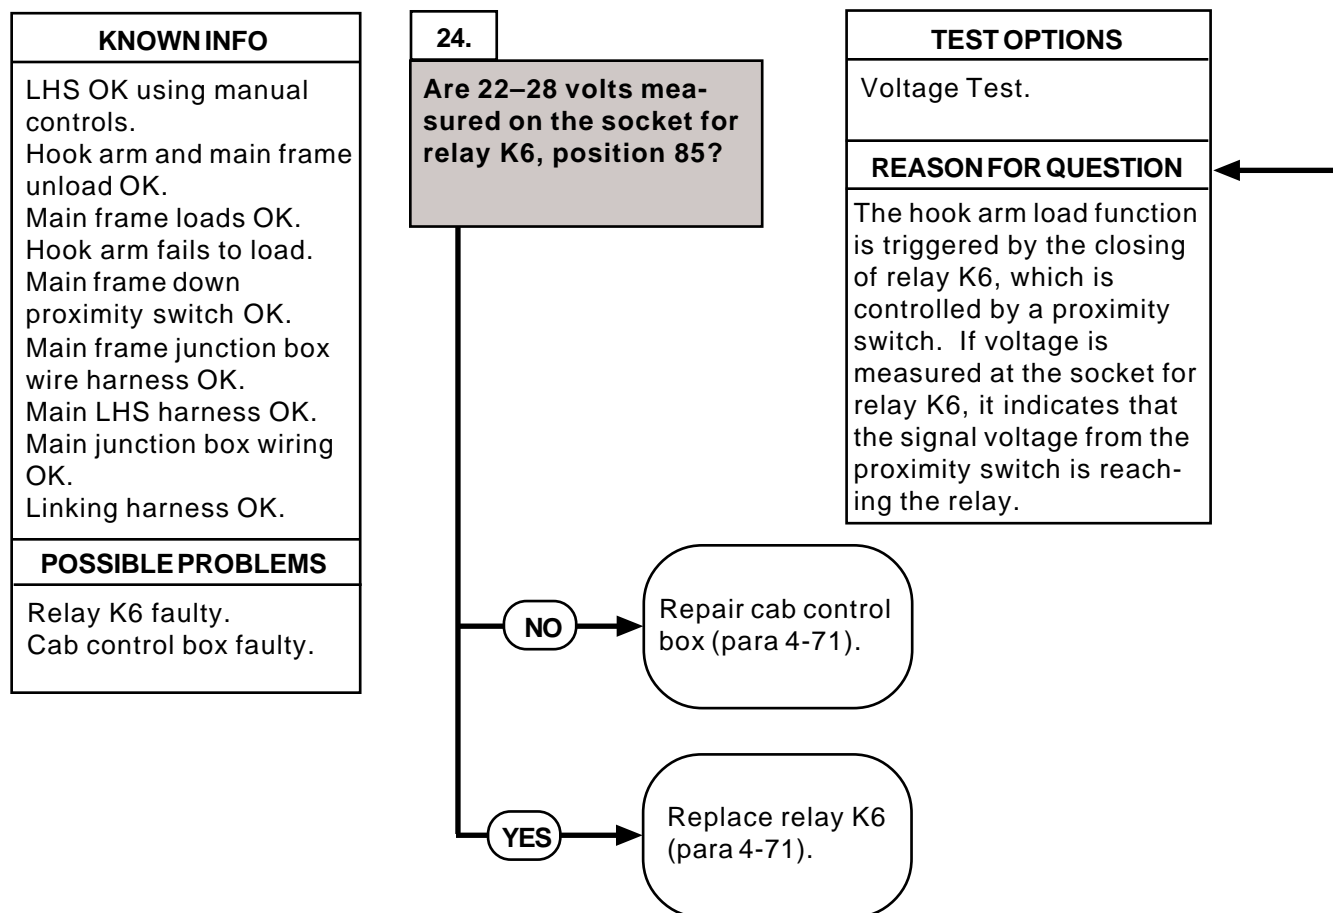 KNOWN INFO
LHS OK using manual
controls.
Hook arm and main frame
unload OK.
Main frame loads OK.
Hook arm fails to load.
Main frame down
proximity switch OK.
Main frame junction box
wire harness OK.
Main LHS harness OK.
Main junction box wiring
OK.
Linking harness OK.
POSSIBLE PROBLEMS
Relay K6 faulty.
Cab control box faulty.
24.
Are 22–28 volts mea-
sured on the socket for
relay K6, position 85?
TEST OPTIONS
Voltage Test.
REASON FOR QUESTION
The hook arm load function
is triggered by the closing
of relay K6, which is
controlled by a proximity
switch.  If voltage is
measured at the socket for
relay K6, it indicates that
the signal voltage from the
proximity switch is reach-
ing the relay.
NO
Repair cab control
box (para 4-71).
YES
Replace relay K6
(para 4-71).